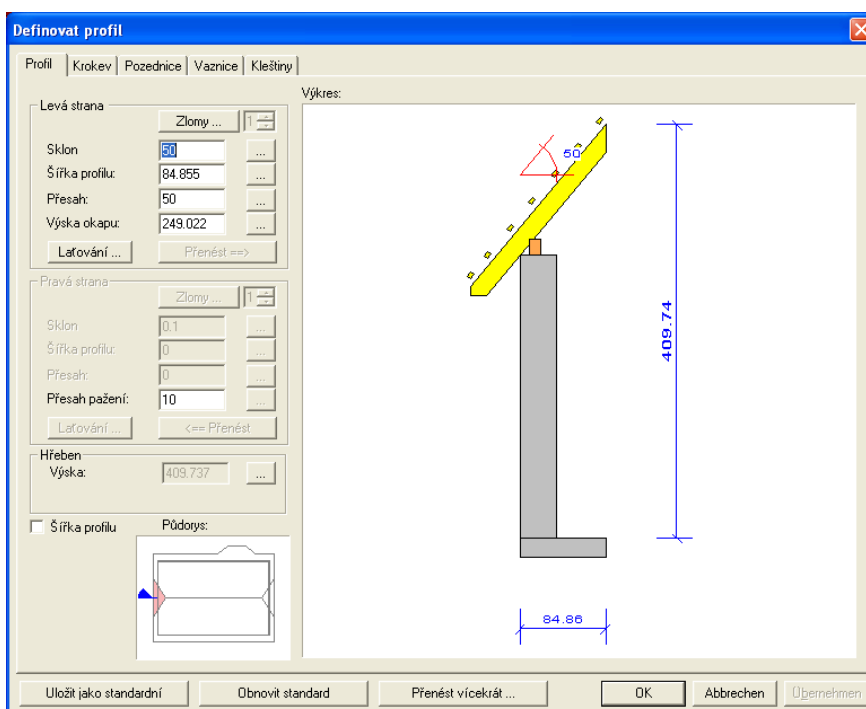 Definovat profil
Profil Krokev Pozednice Vaznice Kleštiny
Levá strana
Zlomy ... 1
Sklon 50 ...
Šířka profilu: 84.855 ...
Přesah: 50 ...
Výska okapu: 249.022 ...
Laťování ... Přenést ==>
Pravá strana
Zlomy ... 1
Sklon 0.1 ...
Šířka profilu: 0 ...
Přesah: 0 ...
Přesah pažení: 10 ...
Laťování ... <== Přenést
Hřeben
Výska: 409.737 ...
Šířka profilu
Půdorys:
Výkres:
50
409.74
84.86
Uložit jako standardní Obnovit standard Přenést vícekrát ... OK Abbrechen Übernehmen